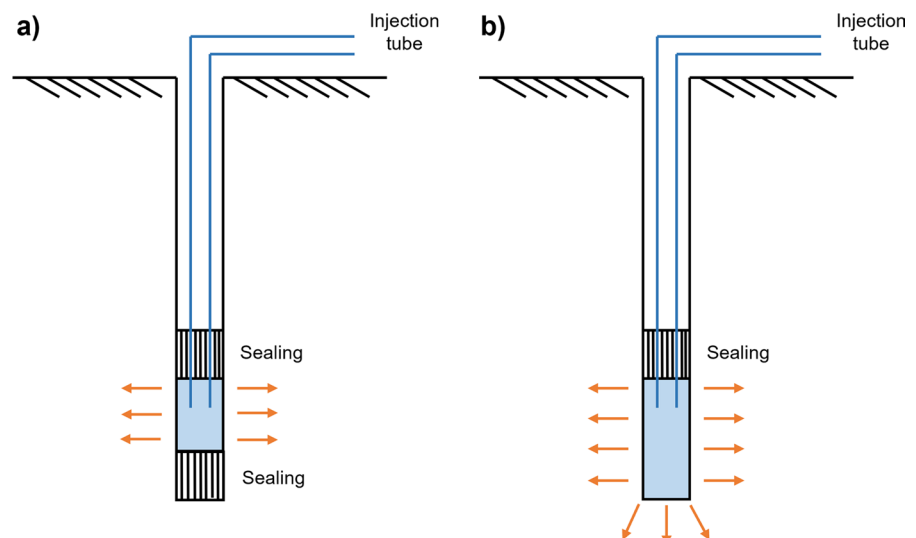 a)
Injection
tube
Sealing
Sealing
b)
Injection
tube
Sealing